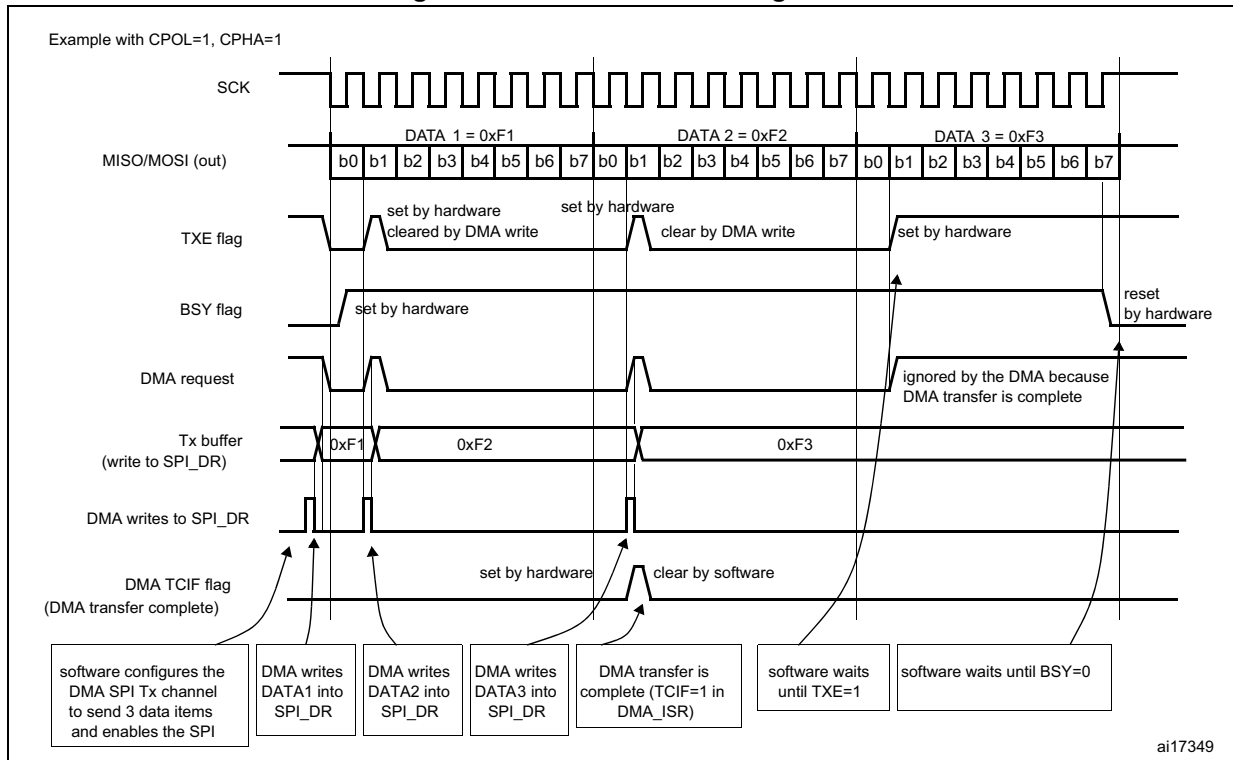 Example with CPOL=1, CPHA=1
SCK
DATA 1 = 0xF1
DATA 2 = 0xF2
DATA 3 = 0xF3
MISO/MOSI (out)
b0 b1 b2 b3 b4 b5 b6 b7 b0 b1 b2 b3 b4 b5 b6 b7 b0 b1 b2 b3 b4 b5 b6 b7
TXE flag
set by hardware
cleared by DMA write
set by hardware
clear by DMA write
set by hardware
BSY flag
set by hardware
reset
by hardware
DMA request
ignored by the DMA because
DMA transfer is complete
Tx buffer
(write to SPI_DR)
0xF1
0xF2
0xF3
DMA writes to SPI_DR
DMA TCIF flag
(DMA transfer complete)
set by hardware
clear by software
software configures the
DMA SPI Tx channel
to send 3 data items
and enables the SPI
DMA writes
DATA1 into
SPI_DR
DMA writes
DATA2 into
SPI_DR
DMA writes
DATA3 into
SPI_DR
DMA transfer is
complete (TCIF=1 in
DMA_ISR)
software waits
until TXE=1
software waits until BSY=0
ai17349